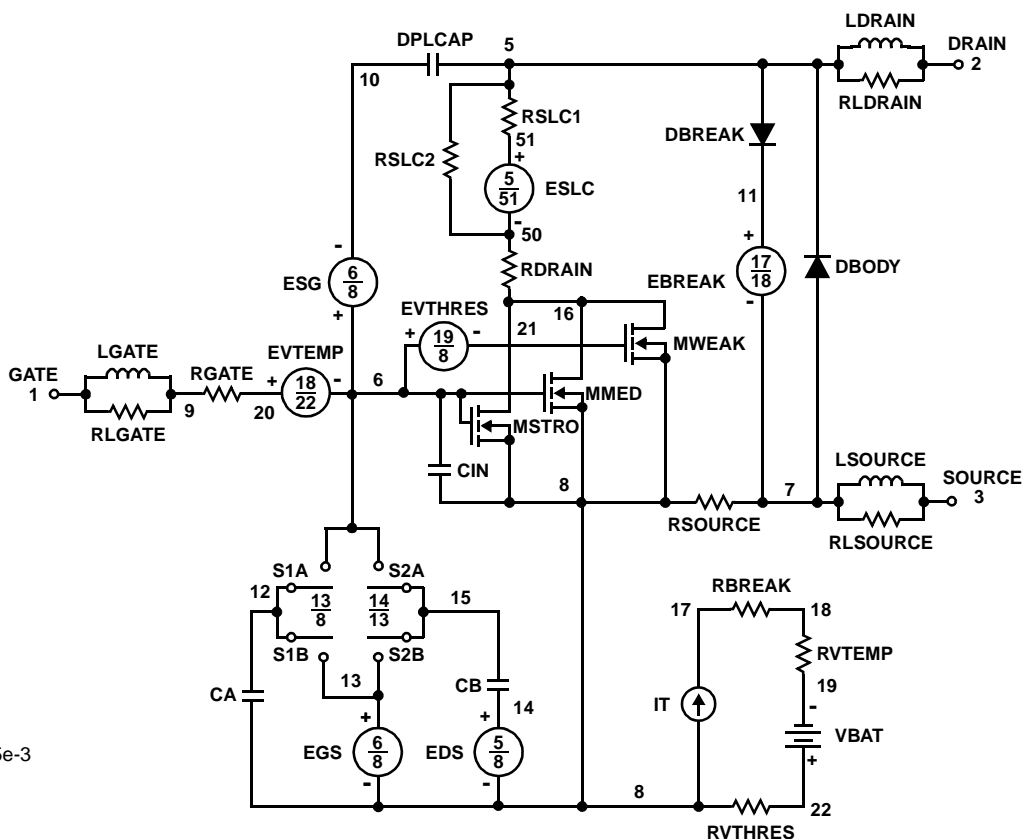 LDRAIN
DPLCAP
5
DRAIN
2
10
RLDRAIN
RSLC1
51
DBREAK
RSLC2
+
5
51
ESLC
11
-
50
-
+
17
18
EBREAK
DBODY
RDRAIN
6
8
ESG
EVTHRES
16
-
+
21
+
19
8
-
MWEAK
LGATE
EVTEMP
GATE
1
RGATE
+
18
22
-
6
MMED
9
20
MSTRO
RLGATE
CIN
LSOURCE
8
7
SOURCE
3
RSOURCE
RLSOURCE
S1A
S2A
12
13
8
14
13
15
RBREAK
17
18
S1B
S2B
RVTEMP
13
CB
19
CA
14
IT
-
+
+
VBAT
5e-3
EGS
6
8
EDS
5
8
+
-
-
8
22
RVTHRES